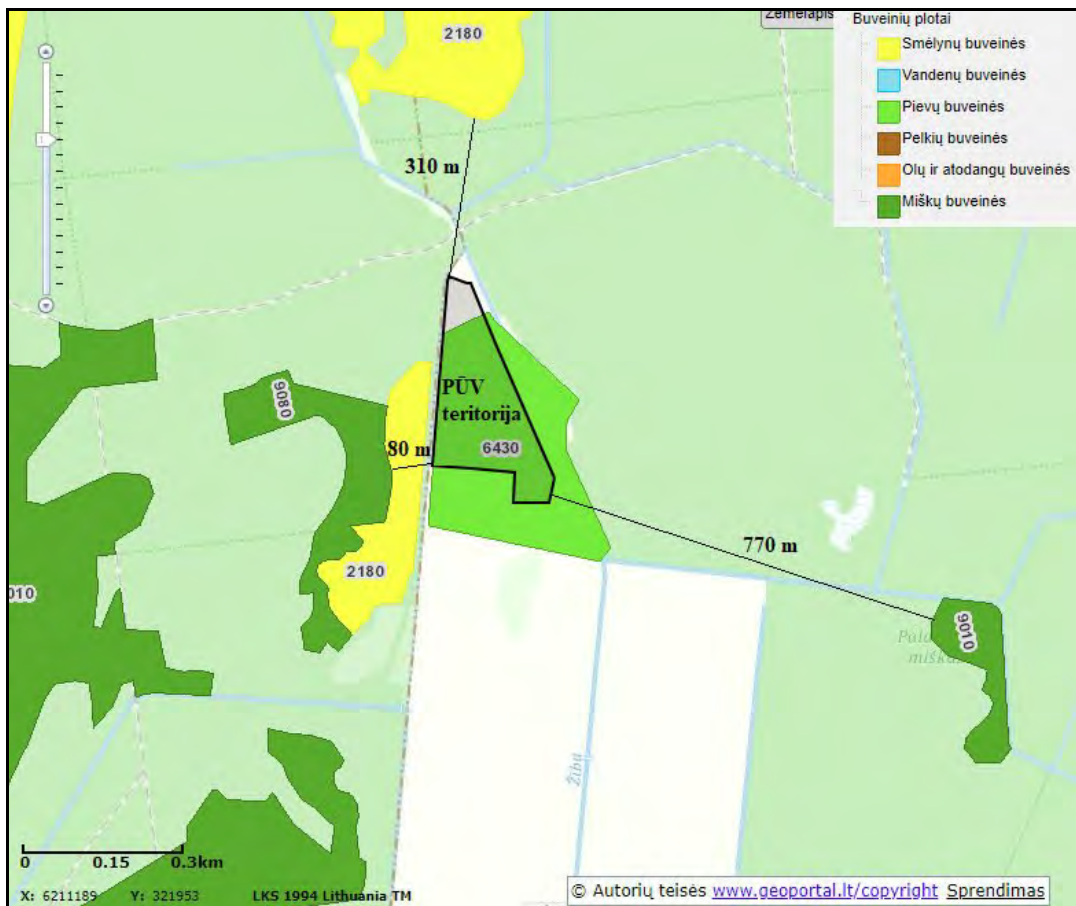 Žemėlapis
Buveinių plotai
Smėlynų buveinės
Vandenų buveinės
Pievų buveinės
Pelkių buveinės
Olų ir atodangų buveinės
Miškų buveinės
2180
310 m
PŪV
teritorija
9080
80 m
6430
2180
770 m
010
9010
miškas
Žiba
0 0.15 0.3km
X: 6211189 Y: 321953 LKS 1994 Lithuania TM
© Autorių teisės www.geoportal.lt/copyright Sprendimas